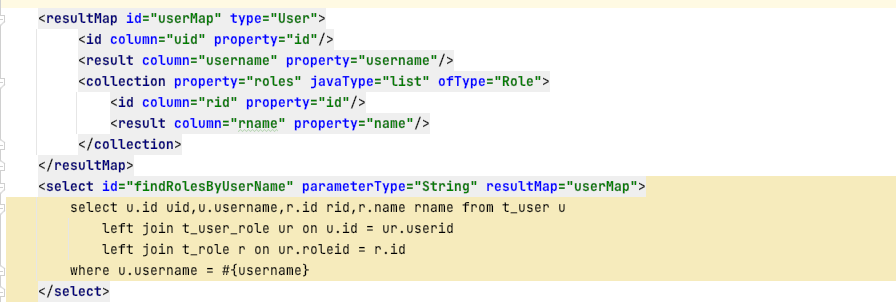 <resultMap id="userMap" type="User">
<id column="uid" property="id"/>
<result column="username" property="username"/>
<collection property="roles" javaType="list" ofType="Role">
<id column="rid" property="id"/>
<result column="rname" property="name"/>
</collection>
</resultMap>
<select id="findRolesByUserName" parameterType="String" resultMap="userMap">
select u.id uid,u.username,r.id rid,r.name rname from t_user u
left join t_user_role ur on u.id = ur.userid
left join t_role r on ur.roleid = r.id
where u.username = #{username}
</select>